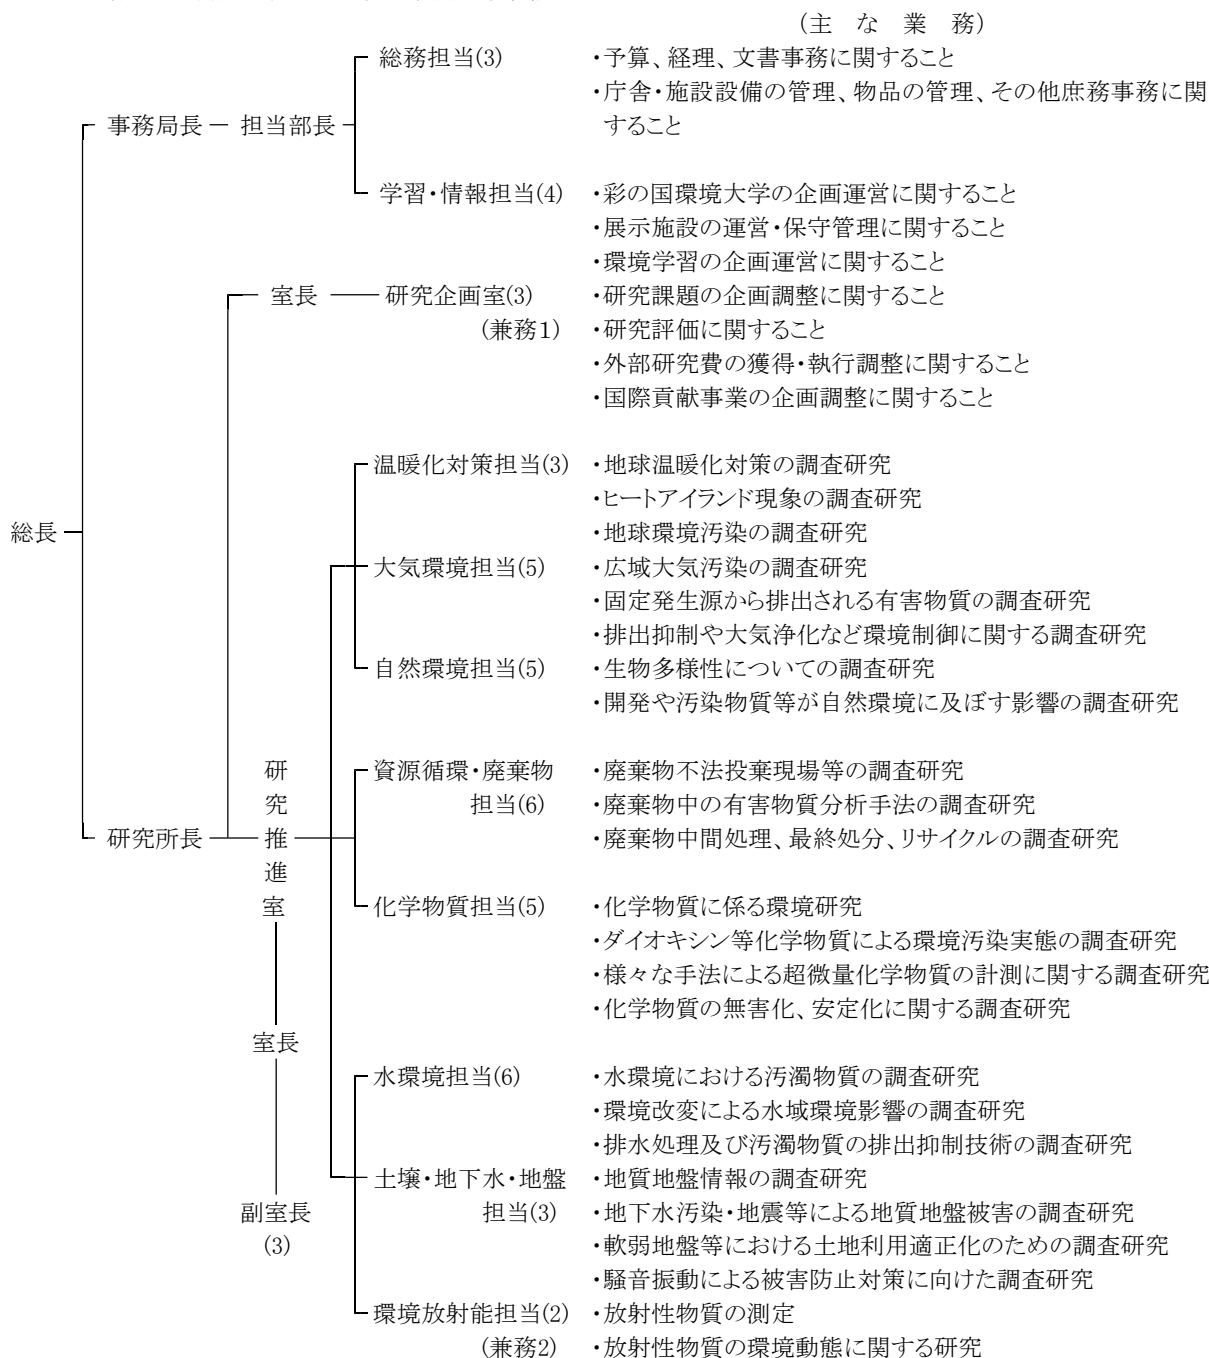 (主 な 業 務)
総務担当(3) ・予算、経理、文書事務に関すること
・庁舎・施設設備の管理、物品の管理、その他庶務事務に関
事務局長 担当部長 すること
学習・情報担当(4) ・彩の国環境大学の企画運営に関すること
・展示施設の運営・保守管理に関すること
・環境学習の企画運営に関すること
室長 研究企画室(3) ・研究課題の企画調整に関すること
(兼務1) ・研究評価に関すること
・外部研究費の獲得・執行調整に関すること
・国際貢献事業の企画調整に関すること
温暖化対策担当(3) ・地球温暖化対策の調査研究
・ヒートアイランド現象の調査研究
総長 ・地球環境汚染の調査研究
大気環境担当(5) ・広域大気汚染の調査研究
・固定発生源から排出される有害物質の調査研究
・排出抑制や大気浄化など環境制御に関する調査研究
自然環境担当(5) ・生物多様性についての調査研究
・開発や汚染物質等が自然環境に及ぼす影響の調査研究
研究推進室
資源循環・廃棄物 ・廃棄物不法投棄現場等の調査研究
担当(6) ・廃棄物中の有害物質分析手法の調査研究
研究所長 ・廃棄物中間処理、最終処分、リサイクルの調査研究
化学物質担当(5) ・化学物質に係る環境研究
・ダイオキシン等化学物質による環境汚染実態の調査研究
・様々な手法による超微量化学物質の計測に関する調査研究
・化学物質の無害化、安定化に関する調査研究
室長
水環境担当(6) ・水環境における汚濁物質の調査研究
・環境改変による水域環境影響の調査研究
・排水処理及び汚濁物質の排出抑制技術の調査研究
土壌・地下水・地盤 ・地質地盤情報の調査研究
副室長 担当(3) ・地下水汚染・地震等による地質地盤被害の調査研究
(3) ・軟弱地盤等における土地利用適正化のための調査研究
・騒音振動による被害防止対策に向けた調査研究
環境放射能担当(2) ・放射性物質の測定
(兼務2) ・放射性物質の環境動態に関する研究